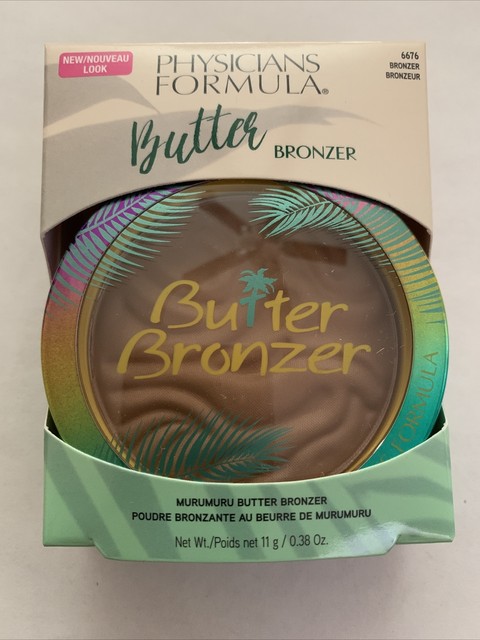 NEW/NOUVEAU
LOOK
PHYSICIANS
FORMULA®
6676
BRONZER
BRONZEUR
Butter BRONZER
Butter
Bronzer
FORMULA
MURUMURU BUTTER BRONZER
POUDRE BRONZANTE AU BEURRE DE MURUMURU
Net Wt./Poids net 11 g / 0.38 Oz.